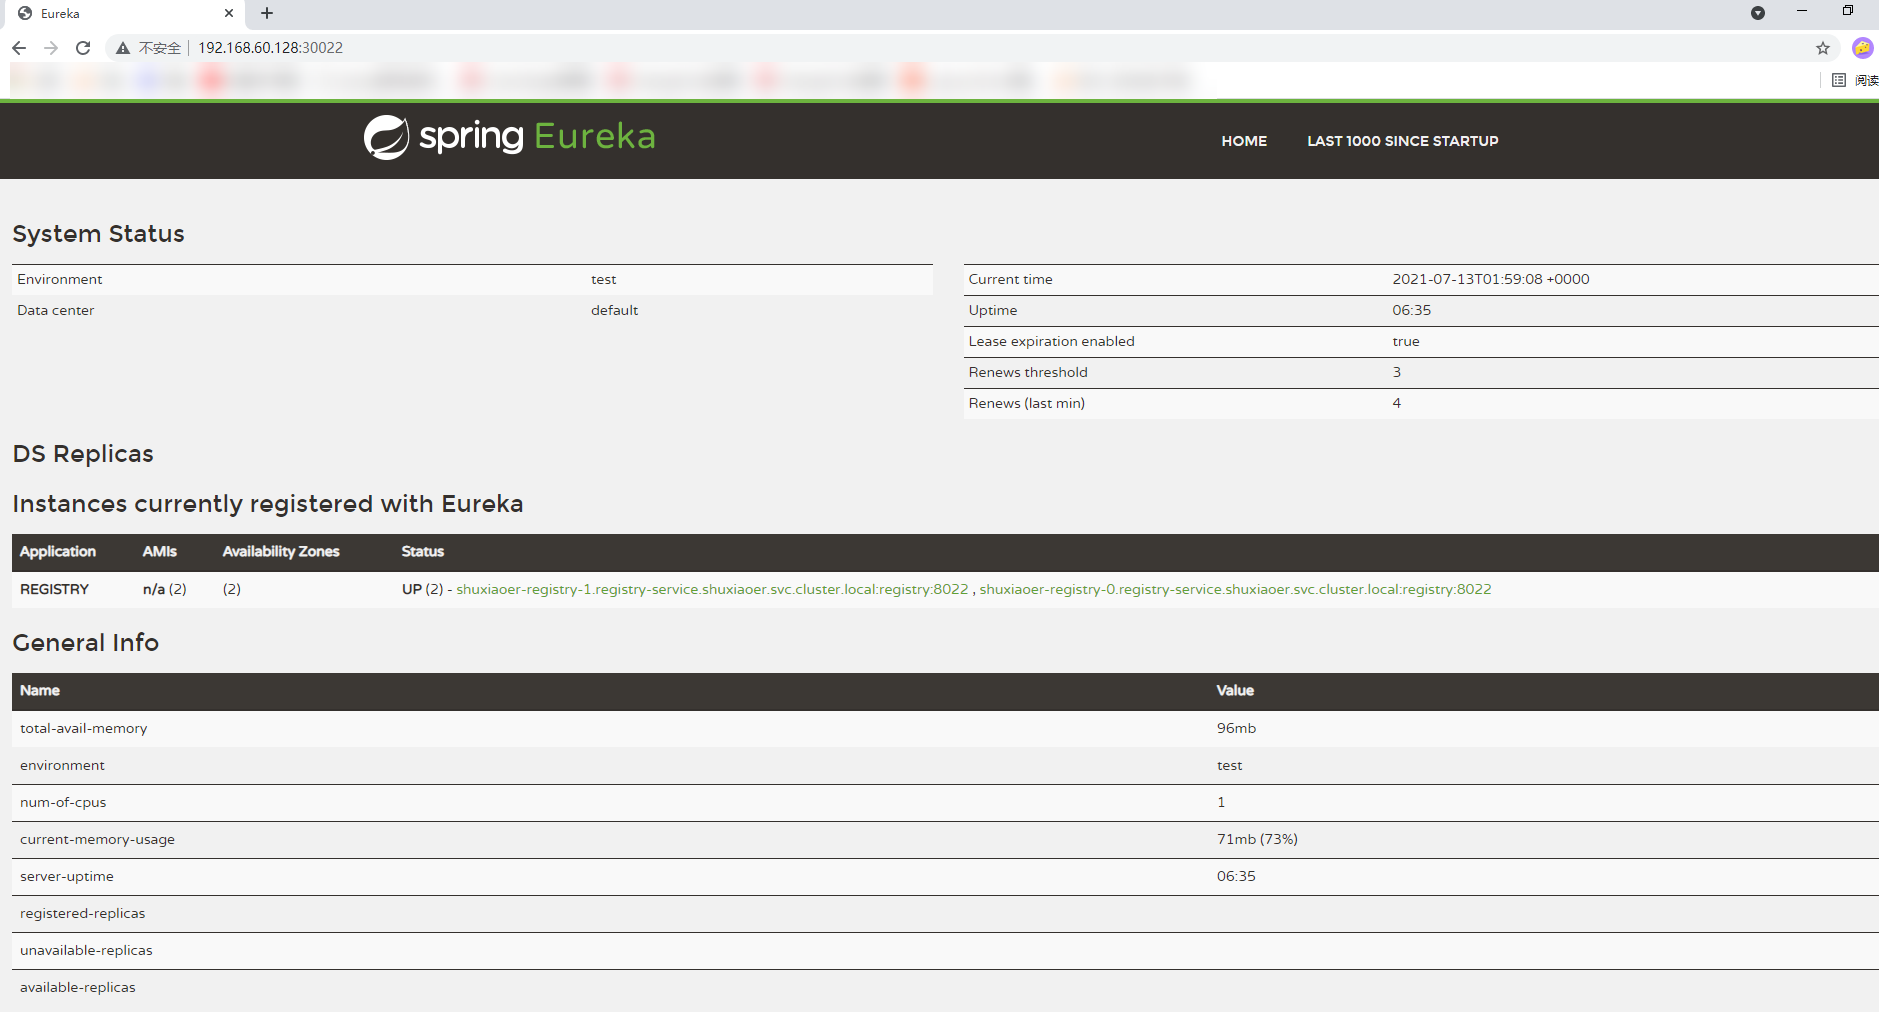 Eureka
不安全 192.168.60.128:30022
阅读
spring Eureka
HOME LAST 1000 SINCE STARTUP
System Status
Environment test
Data center default
Current time 2021-07-13T01:59:08 +0000
Uptime 06:35
Lease expiration enabled true
Renews threshold 3
Renews (last min) 4
DS Replicas
Instances currently registered with Eureka
Application AMIs Availability Zones Status
REGISTRY n/a (2) (2) UP (2) - shuxiaoer-registry-1.registry-service.shuxiaoer.svc.cluster.local:registry:8022 , shuxiaoer-registry-0.registry-service.shuxiaoer.svc.cluster.local:registry:8022
General Info
Name Value
total-avail-memory 96mb
environment test
num-of-cpus 1
current-memory-usage 71mb (73%)
server-uptime 06:35
registered-replicas
unavailable-replicas
available-replicas